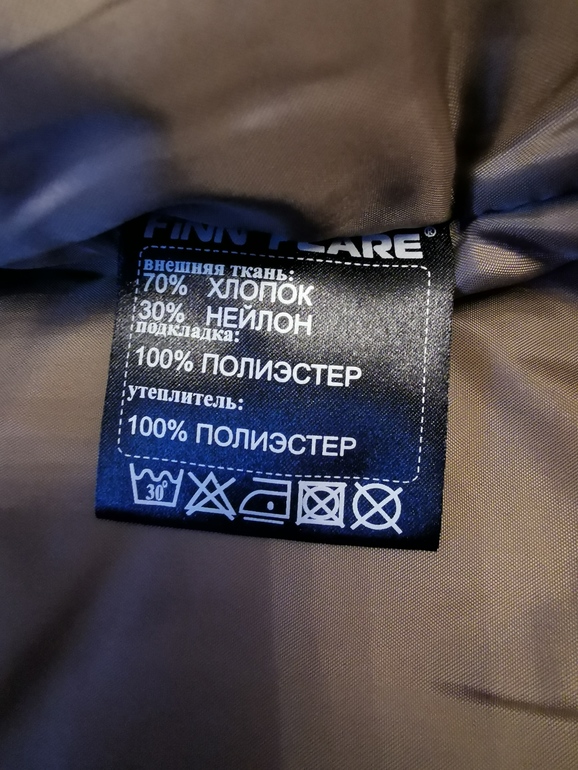 FINN FLARE®
внешняя ткань:
70% ХЛОПОК
30% НЕЙЛОН
подкладка:
100% ПОЛИЭСТЕР
утеплитель:
100% ПОЛИЭСТЕР
30°